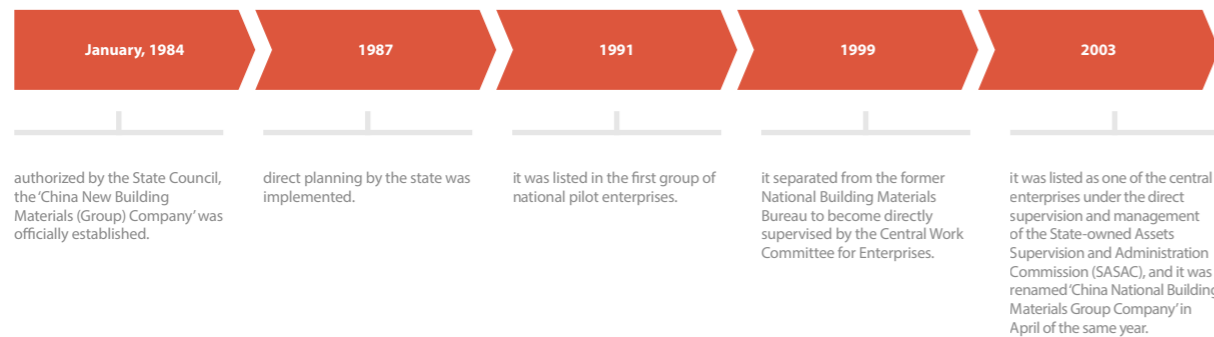 January, 1984
1987
1991
1999
2003
authorized by the State Council,
the ‘China New Building
Materials (Group) Company’ was
officially established.
direct planning by the state was
implemented.
it was listed in the first group of
national pilot enterprises.
it separated from the former
National Building Materials
Bureau to become directly
supervised by the Central Work
Committee for Enterprises.
it was listed as one of the central
enterprises under the direct
supervision and management
of the State-owned Assets
Supervision and Administration
Commission (SASAC), and it was
renamed ‘China National Building
Materials Group Company’ in
April of the same year.